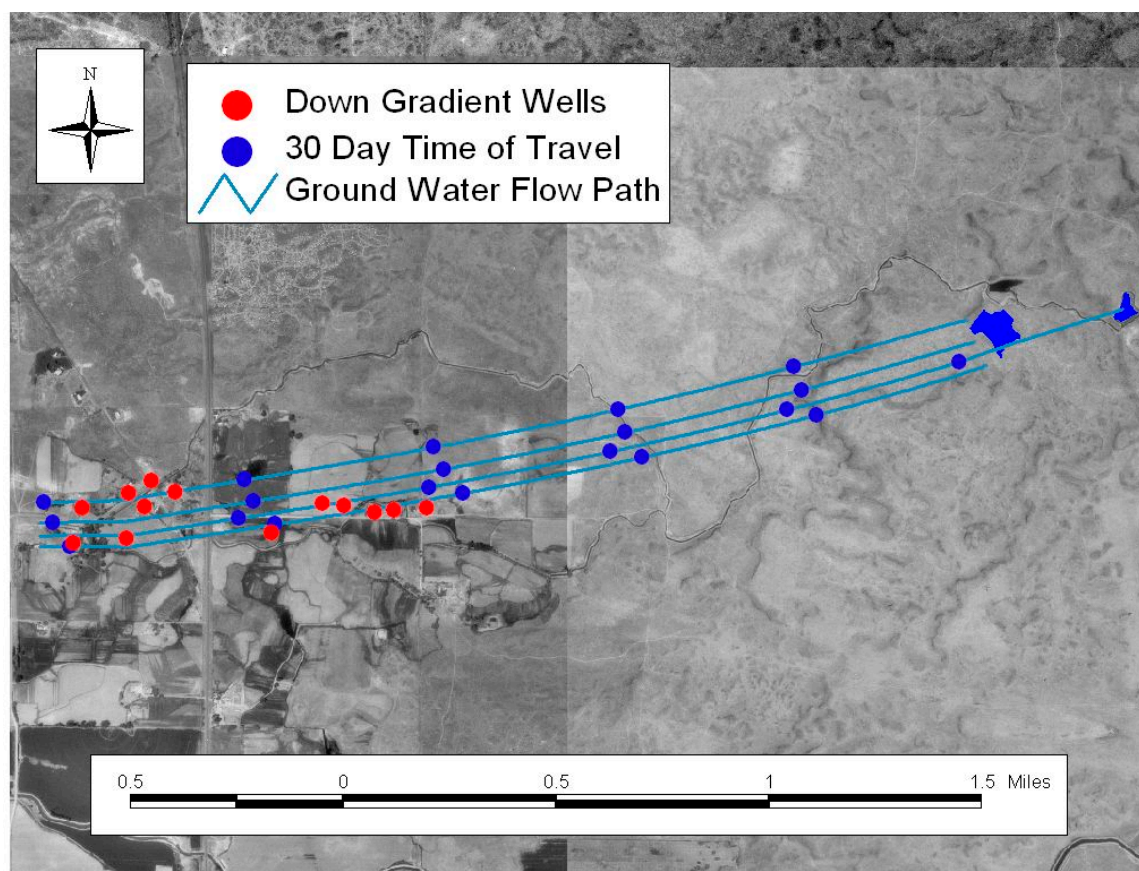 N
Down Gradient Wells
30 Day Time of Travel
Ground Water Flow Path
0.5 0 0.5 1 1.5 Miles